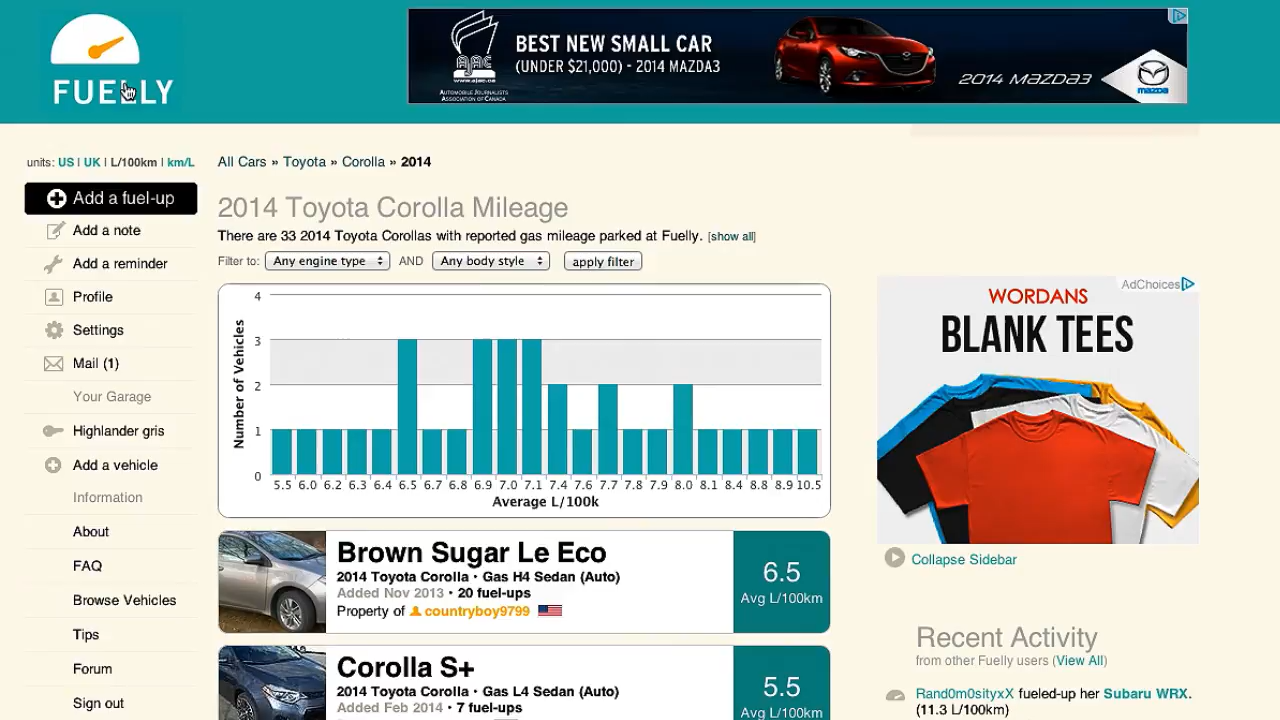 FUELLY
AJAC
www.ajac.ca
AUTOMOBILE JOURNALISTS
ASSOCIATION OF CANADA
BEST NEW SMALL CAR
(UNDER $21,000) - 2014 MAZDA3
2014 MAZDA3
mazda
units: US | UK | L/100km | km/L
Add a fuel-up
Add a note
Add a reminder
Profile
Settings
Mail (1)
Your Garage
Highlander gris
Add a vehicle
Information
About
FAQ
Browse Vehicles
Tips
Forum
Sign out
All Cars » Toyota » Corolla » 2014
2014 Toyota Corolla Mileage
There are 33 2014 Toyota Corollas with reported gas mileage parked at Fuelly. [show all]
Filter to: Any engine type AND Any body style apply filter
Number of Vehicles
4
3
2
1
0
5.5 6.0 6.2 6.3 6.4 6.5 6.7 6.8 6.9 7.0 7.1 7.4 7.6 7.7 7.8 7.9 8.0 8.1 8.4 8.8 8.9 10.5
Average L/100k
Brown Sugar Le Eco
2014 Toyota Corolla • Gas H4 Sedan (Auto)
Added Nov 2013 • 20 fuel-ups
Property of countryboy9799
6.5
Avg L/100km
Corolla S+
2014 Toyota Corolla • Gas L4 Sedan (Auto)
Added Feb 2014 • 7 fuel-ups
5.5
Avg L/100km
AdChoices
WORDANS
BLANK TEES
Collapse Sidebar
Recent Activity
from other Fuelly users (View All)
Rand0m0sityxX fueled-up her Subaru WRX.
(11.3 L/100km)